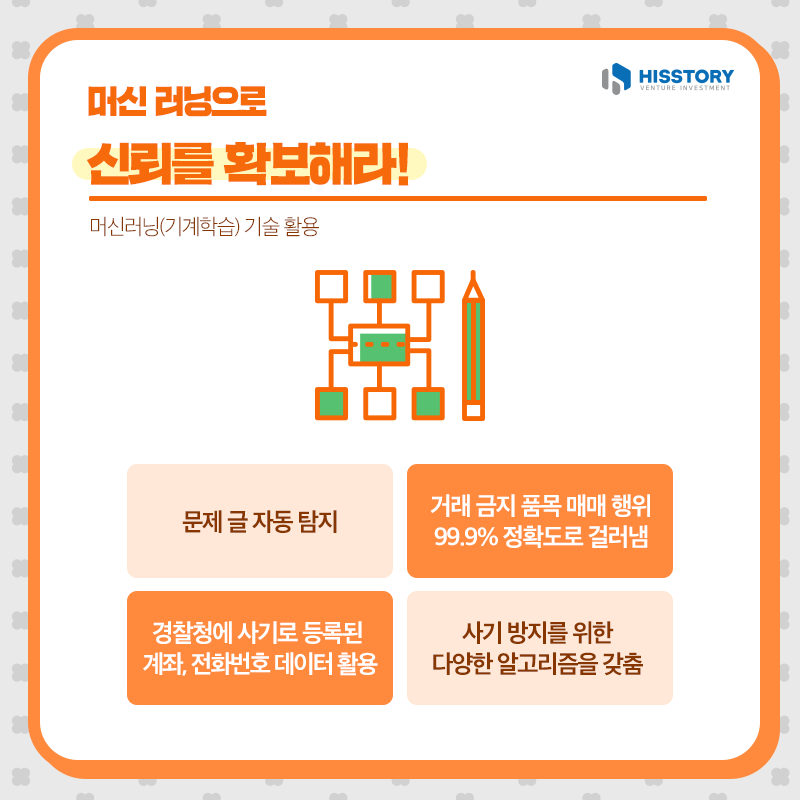 HISSTORY
VENTURE INVESTMENT
머신 러닝으로
신뢰를 확보해라!
머신러닝(기계학습) 기술 활용
문제 글 자동 탐지
거래 금지 품목 매매 행위
99.9% 정확도로 걸러냄
경찰청에 사기로 등록된
계좌, 전화번호 데이터 활용
사기 방지를 위한
다양한 알고리즘을 갖춤